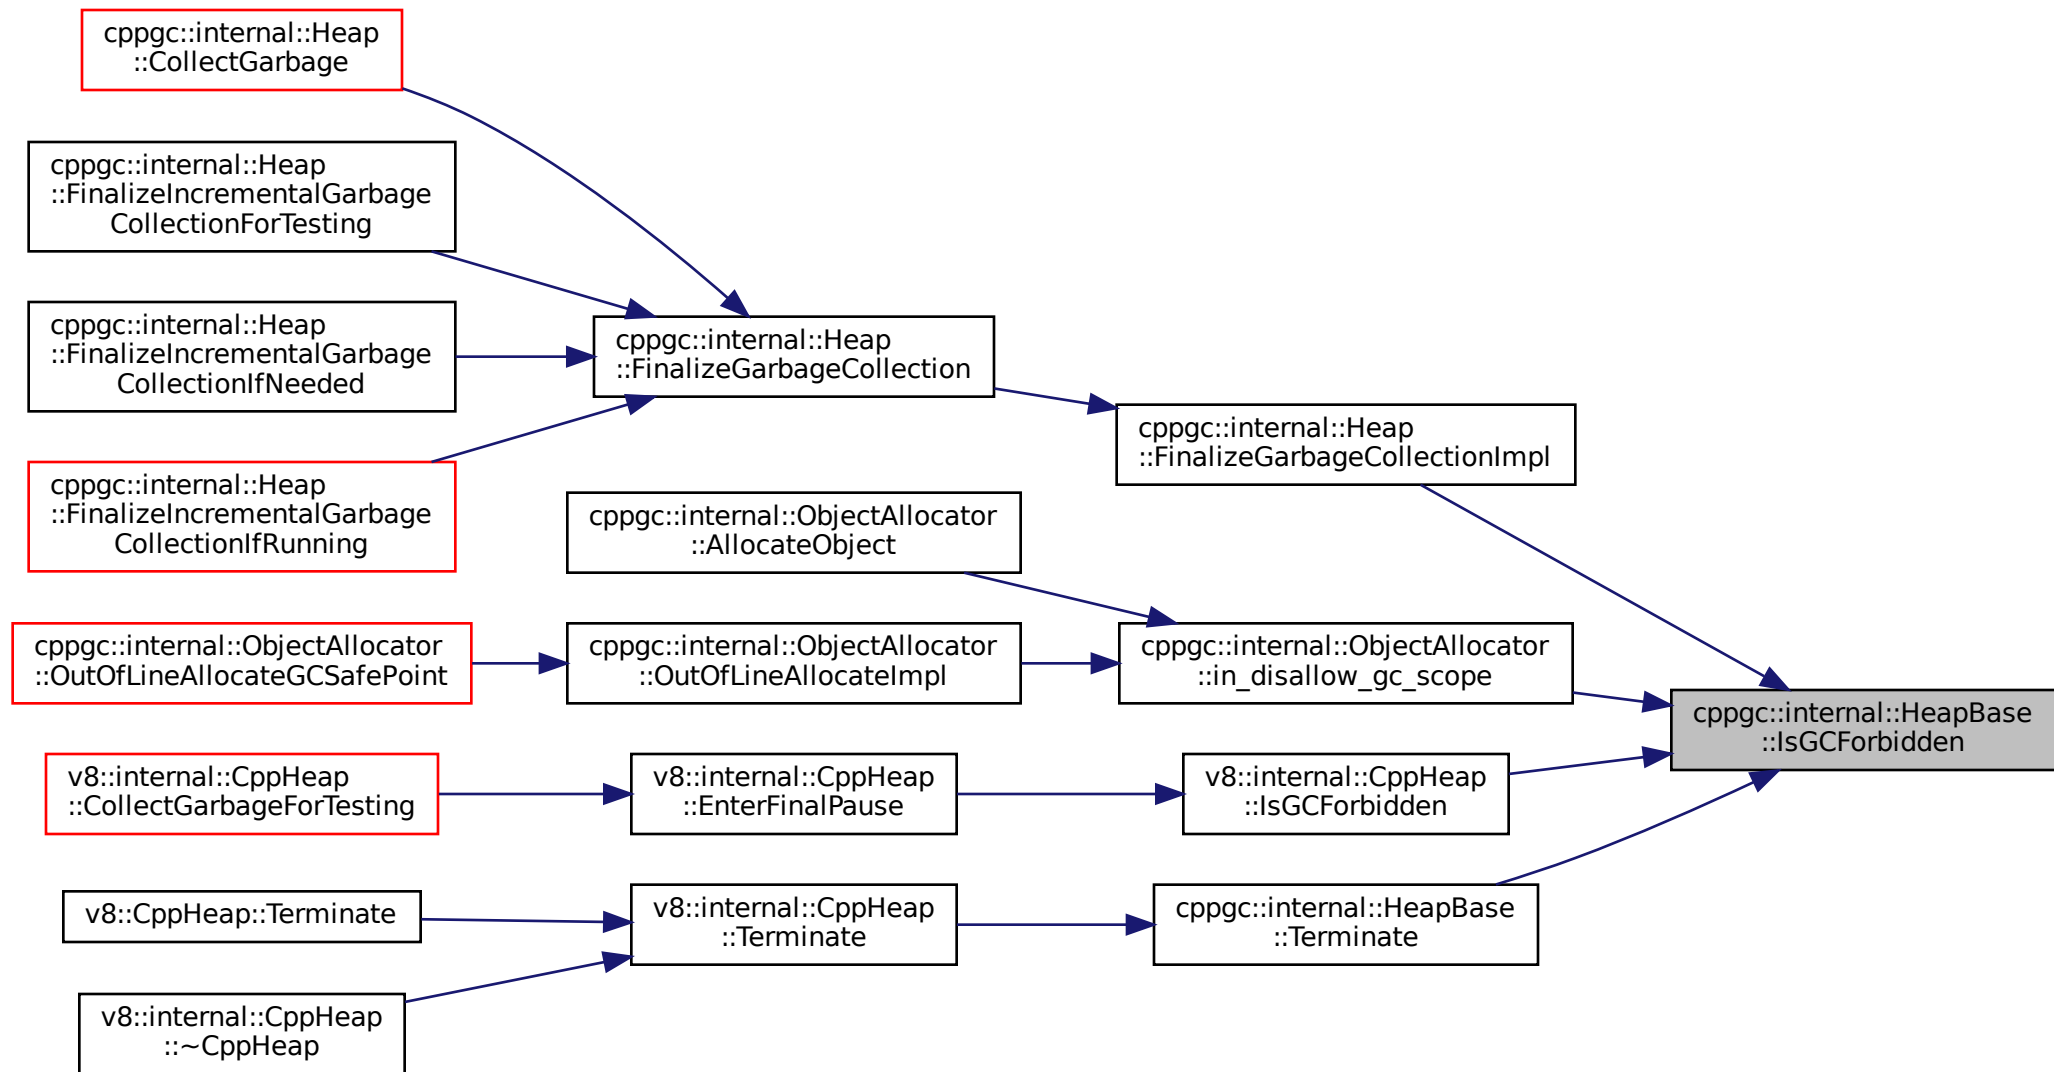 cppgc::internal::Heap
::CollectGarbage
cppgc::internal::Heap
::FinalizeIncrementalGarbage
CollectionForTesting
cppgc::internal::Heap
::FinalizeIncrementalGarbage
CollectionIfNeeded
cppgc::internal::Heap
::FinalizeIncrementalGarbage
CollectionIfRunning
cppgc::internal::Heap
::FinalizeGarbageCollection
cppgc::internal::Heap
::FinalizeGarbageCollectionImpl
cppgc::internal::ObjectAllocator
::AllocateObject
cppgc::internal::ObjectAllocator
::OutOfLineAllocateGCSafePoint
cppgc::internal::ObjectAllocator
::OutOfLineAllocateImpl
cppgc::internal::ObjectAllocator
::in_disallow_gc_scope
cppgc::internal::HeapBase
::IsGCForbidden
v8::internal::CppHeap
::CollectGarbageForTesting
v8::internal::CppHeap
::EnterFinalPause
v8::internal::CppHeap
::IsGCForbidden
v8::CppHeap::Terminate
v8::internal::CppHeap
::Terminate
cppgc::internal::HeapBase
::Terminate
v8::internal::CppHeap
::~CppHeap